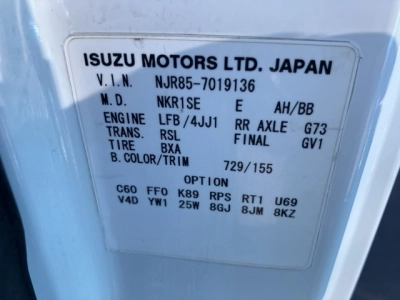 ISUZU MOTORS LTD. JAPAN
V.I.N. NJR85-7019136
M.D. NKR1SE E AH/BB
ENGINE LFB/4JJ1 RR AXLE G73
TRANS. RSL FINAL GV1
TIRE BXA
B.COLOR/TRIM 729/155
OPTION
C60 FFO K89 RPS RT1 U69
V4D YW1 25W 8GJ 8JM 8KZ